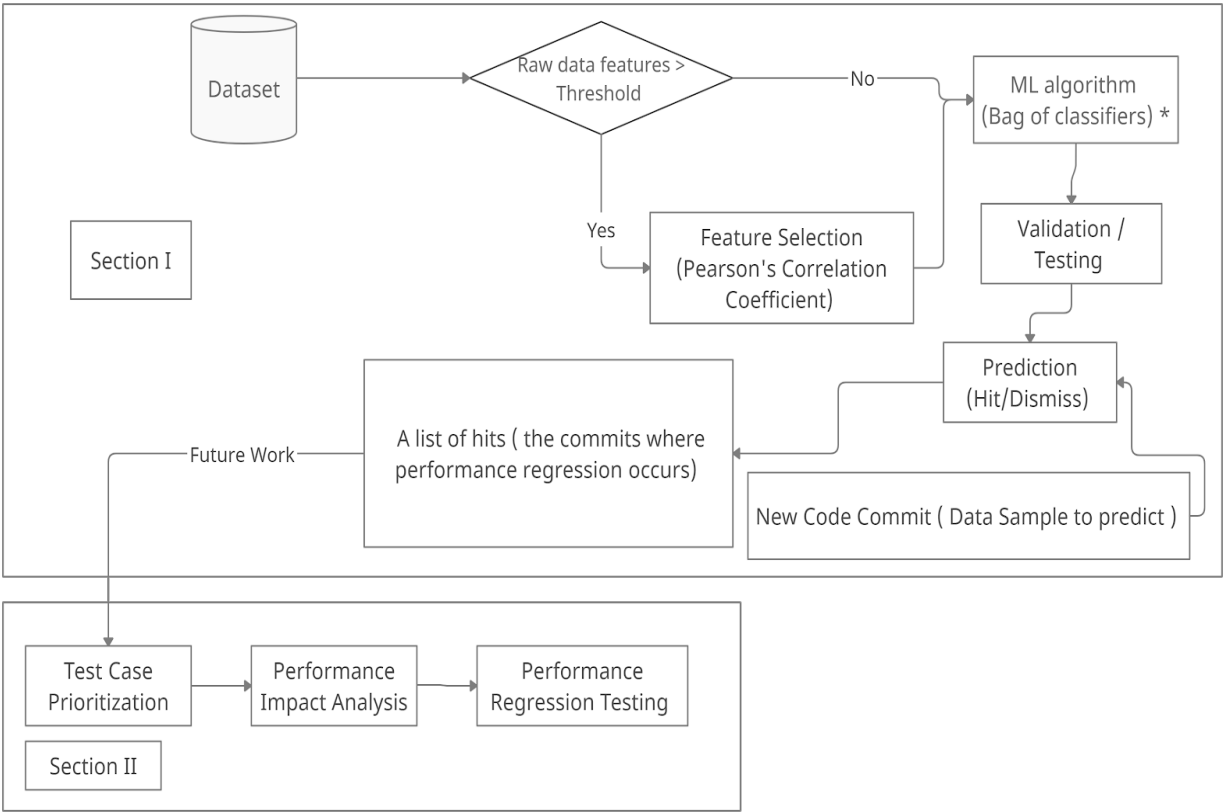 Dataset
Raw data features >
Threshold
No
ML algorithm
(Bag of classifiers) *
Yes
Feature Selection
(Pearson's Correlation
Coefficient)
Validation /
Testing
Section I
Prediction
(Hit/Dismiss)
A list of hits ( the commits where
performance regression occurs)
New Code Commit ( Data Sample to predict )
Future Work
Test Case
Prioritization
Performance
Impact Analysis
Performance
Regression Testing
Section II